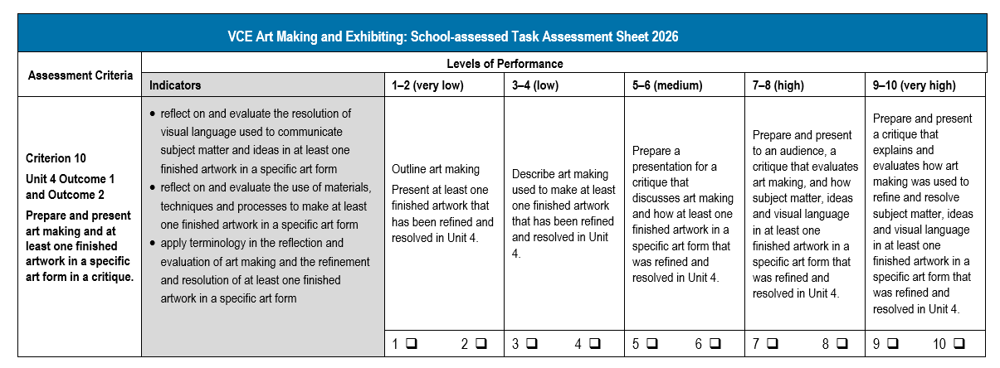 VCE Art Making and Exhibiting: School-assessed Task Assessment Sheet 2026
Assessment Criteria
Levels of Performance
Indicators
1–2 (very low)
3–4 (low)
5–6 (medium)
7–8 (high)
9–10 (very high)
Criterion 10
Unit 4 Outcome 1
and Outcome 2
Prepare and present
art making and at
least one finished
artwork in a specific
art form in a critique.
• reflect on and evaluate the resolution of
visual language used to communicate
subject matter and ideas in at least one
finished artwork in a specific art form
• reflect on and evaluate the use of materials,
techniques and processes to make at least
one finished artwork in a specific art form
• apply terminology in the reflection and
evaluation of art making and the refinement
and resolution of at least one finished
artwork in a specific art form
Outline art making
Present at least one
finished artwork that
has been refined and
resolved in Unit 4.
Describe art making
used to make at least
one finished artwork
that has been refined
and resolved in Unit
4.
Prepare a
presentation for a
critique that
discusses art making
and how at least one
finished artwork in a
specific art form that
was refined and
resolved in Unit 4.
Prepare and present
to an audience, a
critique that evaluates
art making, and how
subject matter, ideas
and visual language
in at least one
finished artwork in a
specific art form that
was refined and
resolved in Unit 4.
Prepare and present
a critique that
explains and
evaluates how art
making was used to
refine and resolve
subject matter, ideas
and visual language
in at least one
finished artwork in a
specific art form that
was refined and
resolved in Unit 4.
1 ❑ 2 ❑
3 ❑ 4 ❑
5 ❑ 6 ❑
7 ❑ 8 ❑
9 ❑ 10 ❑